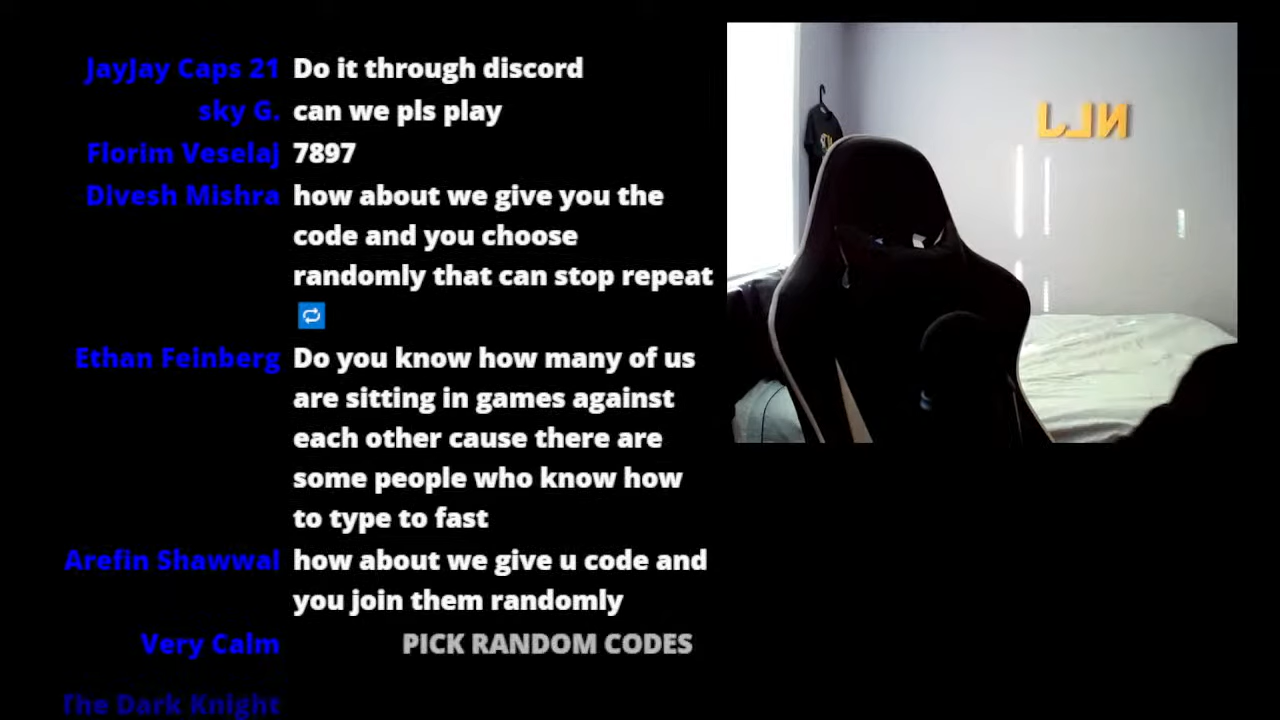 JayJay Caps 21 Do it through discord
sky G. can we pls play
Florim Veselaj 7897
Divesh Mishra how about we give you the
code and you choose
randomly that can stop repeat
Ethan Feinberg Do you know how many of us
are sitting in games against
each other cause there are
some people who know how
to type to fast
Arefin Shawwal how about we give u code and
you join them randomly
Very Calm PICK RANDOM CODES
The Dark Knight
NLJ